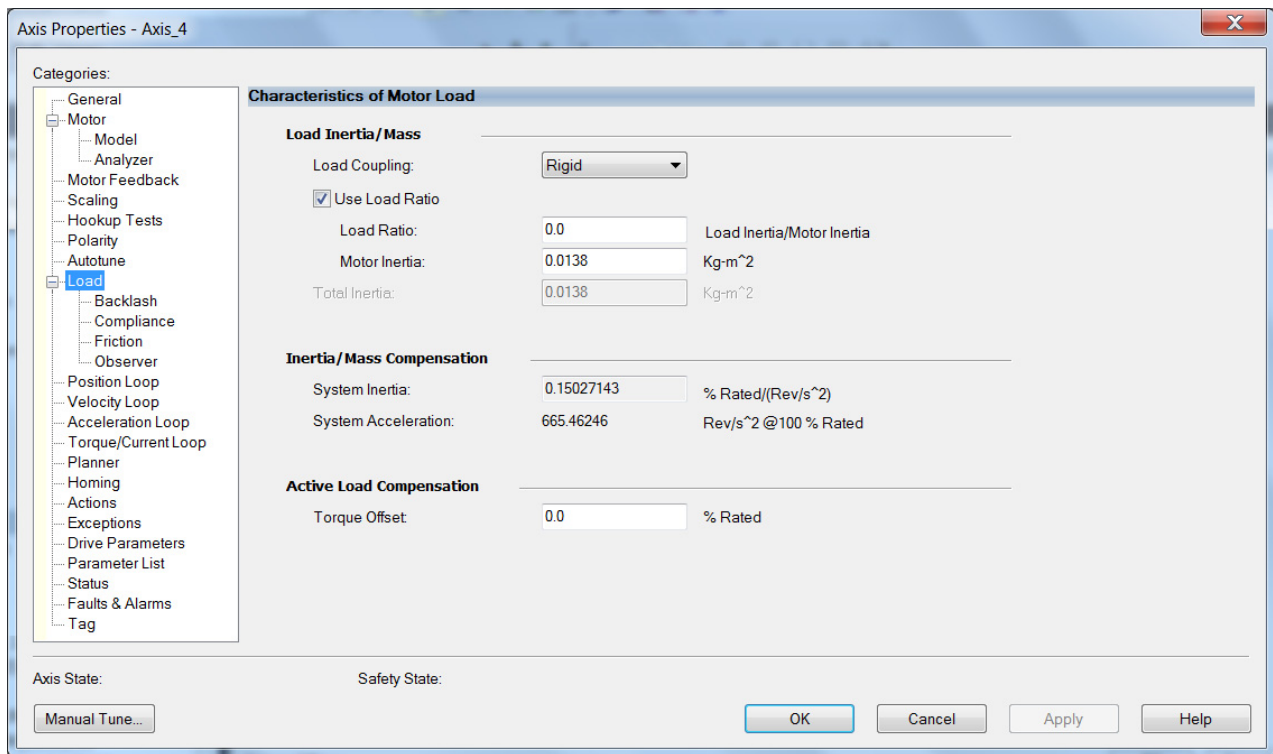 Axis Properties - Axis_4
X
Categories:
General
Motor
Model
Analyzer
Motor Feedback
Scaling
Hookup Tests
Polarity
Autotune
Load
Backlash
Compliance
Friction
Observer
Position Loop
Velocity Loop
Acceleration Loop
Torque/Current Loop
Planner
Homing
Actions
Exceptions
Drive Parameters
Parameter List
Status
Faults & Alarms
Tag
Characteristics of Motor Load
Load Inertia/Mass
Load Coupling: Rigid
Use Load Ratio
Load Ratio: 0.0 Load Inertia/Motor Inertia
Motor Inertia: 0.0138 Kg-m^2
Total Inertia: 0.0138 Kg-m^2
Inertia/Mass Compensation
System Inertia: 0.15027143 % Rated/(Rev/s^2)
System Acceleration: 665.46246 Rev/s^2 @100 % Rated
Active Load Compensation
Torque Offset: 0.0 % Rated
Axis State: Safety State:
Manual Tune... OK Cancel Apply Help